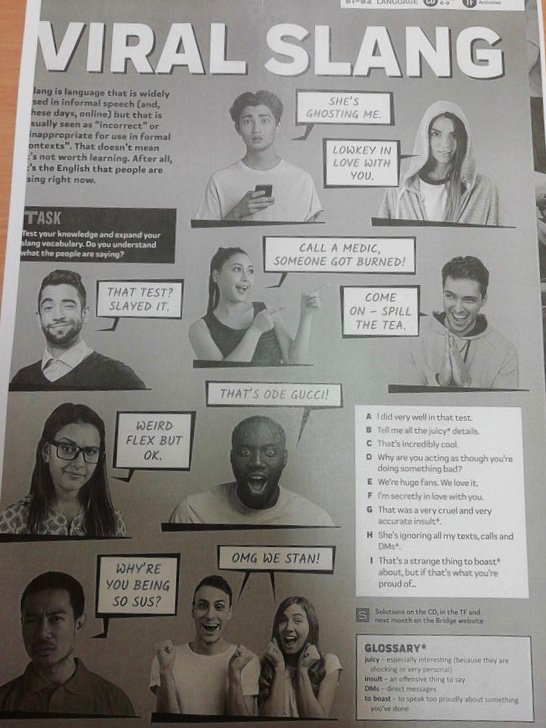 B1–B2 LANGUAGE CD TF Activities
VIRAL SLANG
lang is language that is widely
sed in informal speech (and,
hese days, online) but that is
sually seen as "incorrect" or
inappropriate for use in formal
ontexts". That doesn't mean
's not worth learning. After all,
's the English that people are
sing right now.
TASK
Test your knowledge and expand your
slang vocabulary. Do you understand
what the people are saying?
SHE'S
GHOSTING ME.
LOWKEY IN
LOVE WITH
YOU.
CALL A MEDIC,
SOMEONE GOT BURNED!
THAT TEST?
SLAYED IT.
COME
ON – SPILL
THE TEA.
THAT'S ODE GUCCI!
WEIRD
FLEX BUT
OK.
WHY'RE
YOU BEING
SO SUS?
OMG WE STAN!
A I did very well in that test.
B Tell me all the juicy* details.
C That's incredibly cool.
D Why are you acting as though you're
doing something bad?
E We're huge fans. We love it.
F I'm secretly in love with you.
G That was a very cruel and very
accurate insult*.
H She's ignoring all my texts, calls and
DMs*.
I That's a strange thing to boast*
about, but if that's what you're
proud of...
S Solutions on the CD, in the TF and
next month on the Bridge website
GLOSSARY*
juicy – especially interesting (because they are
shocking or very personal)
insult – an offensive thing to say
DMs – direct messages
to boast – to speak too proudly about something
you've done